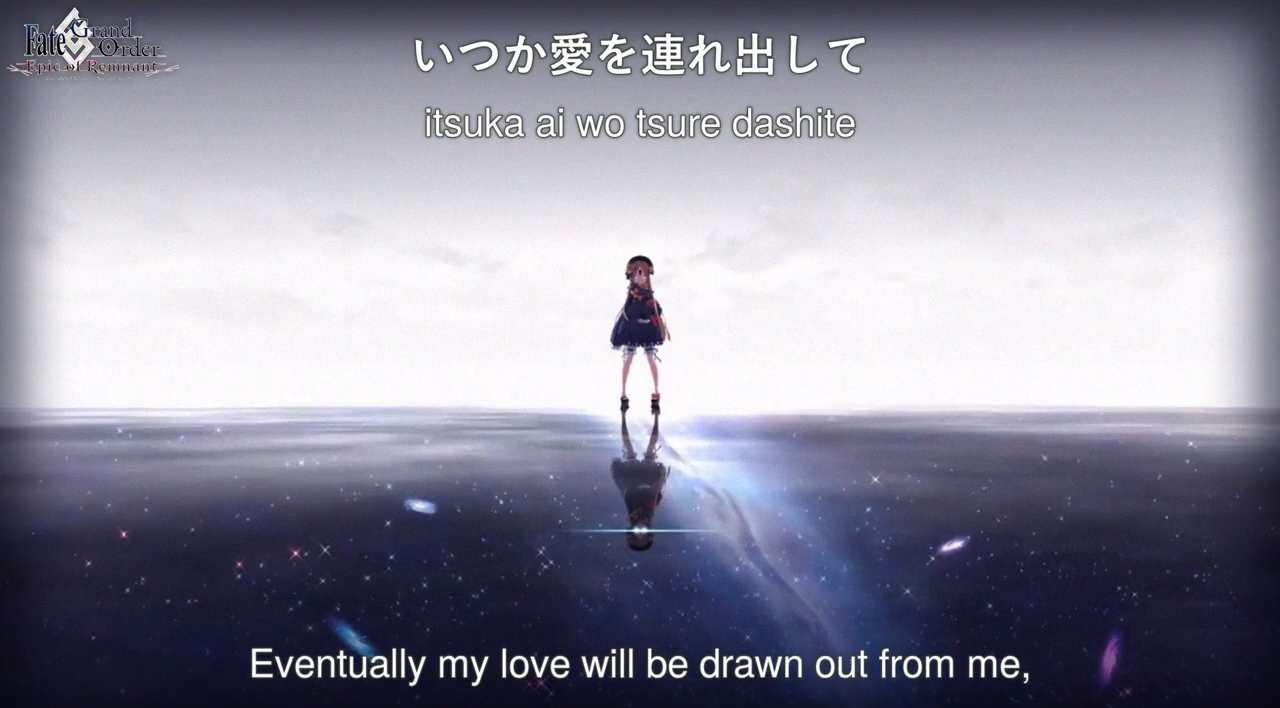 Fate Grand Order
Epic of Remnant
いつか愛を連れ出して
itsuka ai wo tsure dashite
Eventually my love will be drawn out from me,